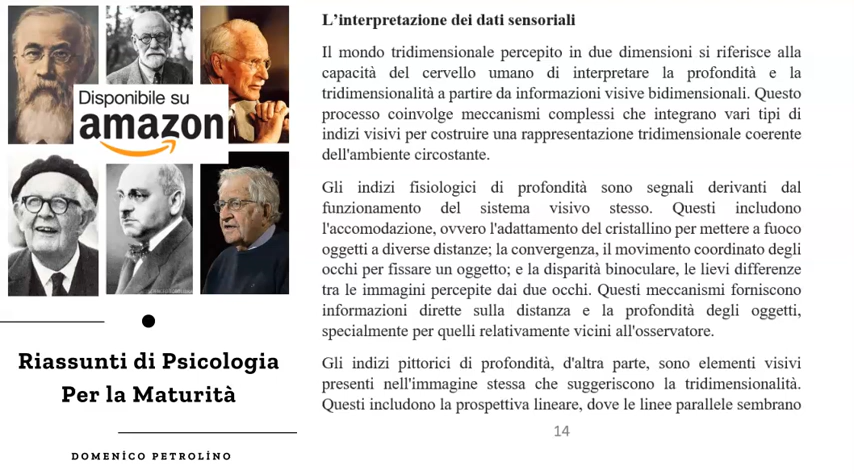 Disponibile su
amazon
Riassunti di Psicologia
Per la Maturità
DOMENİCO PETROLİNO
L’interpretazione dei dati sensoriali
Il mondo tridimensionale percepito in due dimensioni si riferisce alla
capacità del cervello umano di interpretare la profondità e la
tridimensionalità a partire da informazioni visive bidimensionali. Questo
processo coinvolge meccanismi complessi che integrano vari tipi di
indizi visivi per costruire una rappresentazione tridimensionale coerente
dell'ambiente circostante.
Gli indizi fisiologici di profondità sono segnali derivanti dal
funzionamento del sistema visivo stesso. Questi includono
l'accomodazione, ovvero l'adattamento del cristallino per mettere a fuoco
oggetti a diverse distanze; la convergenza, il movimento coordinato degli
occhi per fissare un oggetto; e la disparità binoculare, le lievi differenze
tra le immagini percepite dai due occhi. Questi meccanismi forniscono
informazioni dirette sulla distanza e la profondità degli oggetti,
specialmente per quelli relativamente vicini all'osservatore.
Gli indizi pittorici di profondità, d'altra parte, sono elementi visivi
presenti nell'immagine stessa che suggeriscono la tridimensionalità.
Questi includono la prospettiva lineare, dove le linee parallele sembrano
14